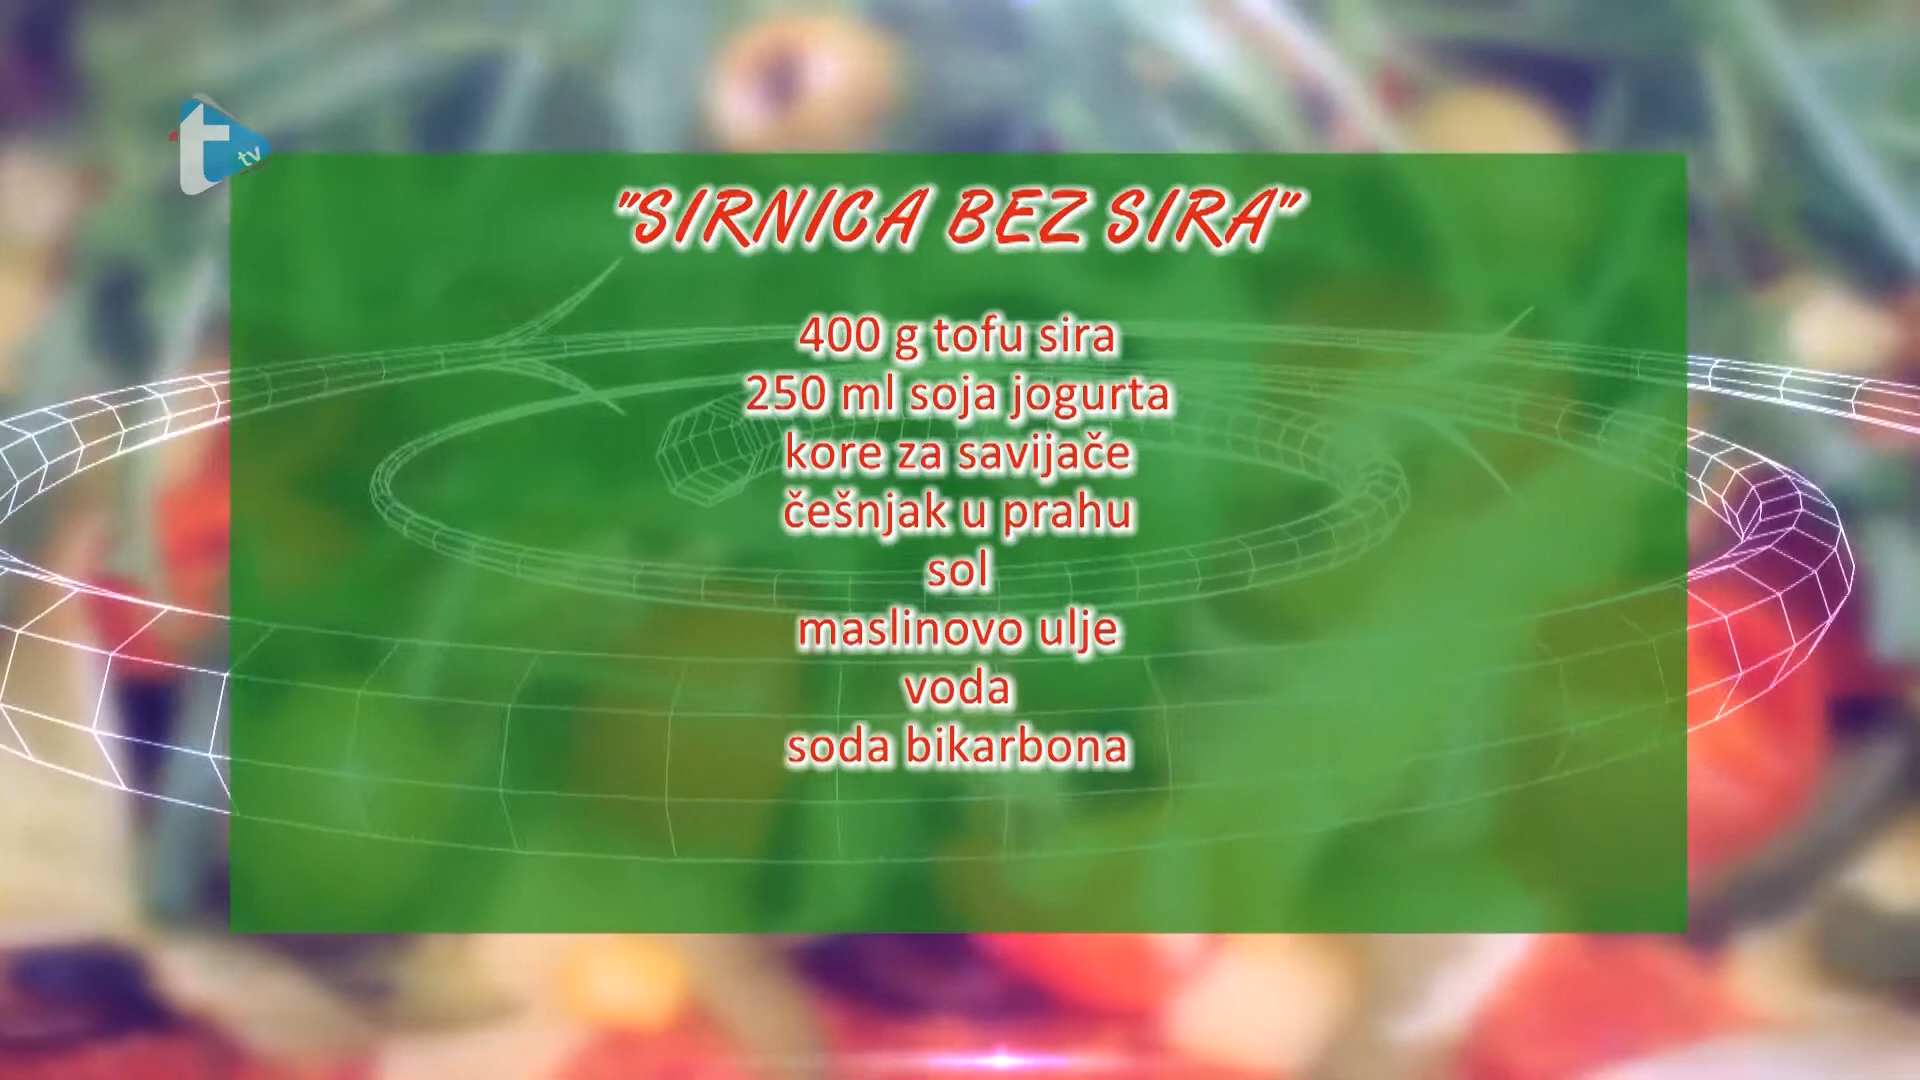 t tv
"SIRNICA BEZ SIRA"
400 g tofu sira
250 ml soja jogurta
kore za savijače
češnjak u prahu
sol
maslinovo ulje
voda
soda bikarbona